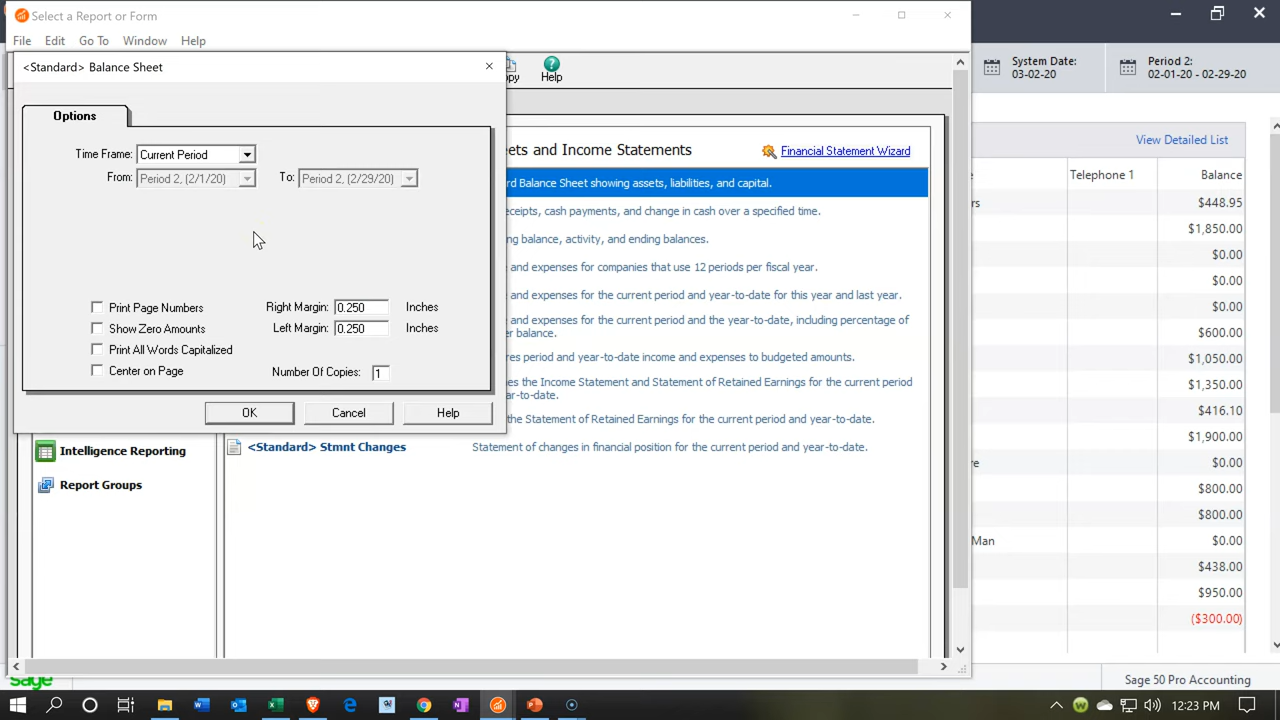 Select a Report or Form
File Edit Go To Window Help
<Standard> Balance Sheet
Options
Time Frame: Current Period
From: Period 2, (2/1/20) To: Period 2, (2/29/20)
Print Page Numbers
Show Zero Amounts
Print All Words Capitalized
Center on Page
Right Margin: 0.250 Inches
Left Margin: 0.250 Inches
Number Of Copies: 1
OK Cancel Help
opy Help
ets and Income Statements
Financial Statement Wizard
rd Balance Sheet showing assets, liabilities, and capital.
eceipts, cash payments, and change in cash over a specified time.
ng balance, activity, and ending balances.
e and expenses for companies that use 12 periods per fiscal year.
e and expenses for the current period and year-to-date for this year and last year.
e and expenses for the current period and the year-to-date, including percentage of
er balance.
res period and year-to-date income and expenses to budgeted amounts.
es the Income Statement and Statement of Retained Earnings for the current period
ar-to-date.
the Statement of Retained Earnings for the current period and year-to-date.
<Standard> Stmnt Changes Statement of changes in financial position for the current period and year-to-date.
Intelligence Reporting
Report Groups
System Date:
03-02-20
Period 2:
02-01-20 - 02-29-20
View Detailed List
e Telephone 1 Balance
rs $448.95
$1,850.00
$0.00
$0.00
$0.00
$600.00
$1,050.00
$1,350.00
$416.10
$1,900.00
re $0.00
$800.00
$800.00
Man $0.00
$438.00
$950.00
($300.00)
sage
Sage 50 Pro Accounting
12:23 PM